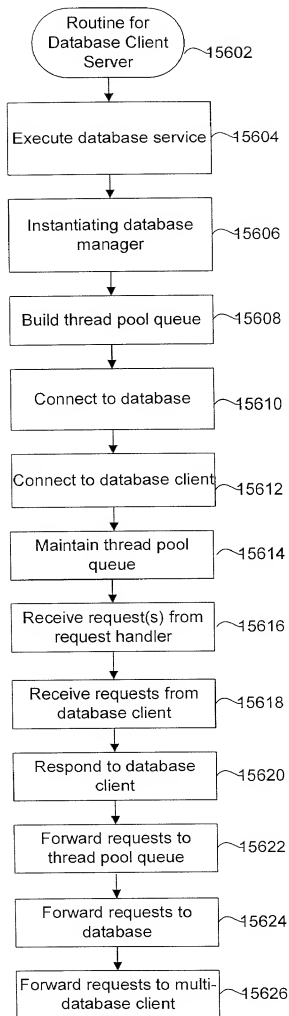 Routine for
Database Client
Server
15602
Execute database service
15604
Instantiating database
manager
15606
Build thread pool queue
15608
Connect to database
15610
Connect to database client
15612
Maintain thread pool
queue
15614
Receive request(s) from
request handler
15616
Receive requests from
database client
15618
Respond to database
client
15620
Forward requests to
thread pool queue
15622
Forward requests to
database
15624
Forward requests to multi-
database client
15626